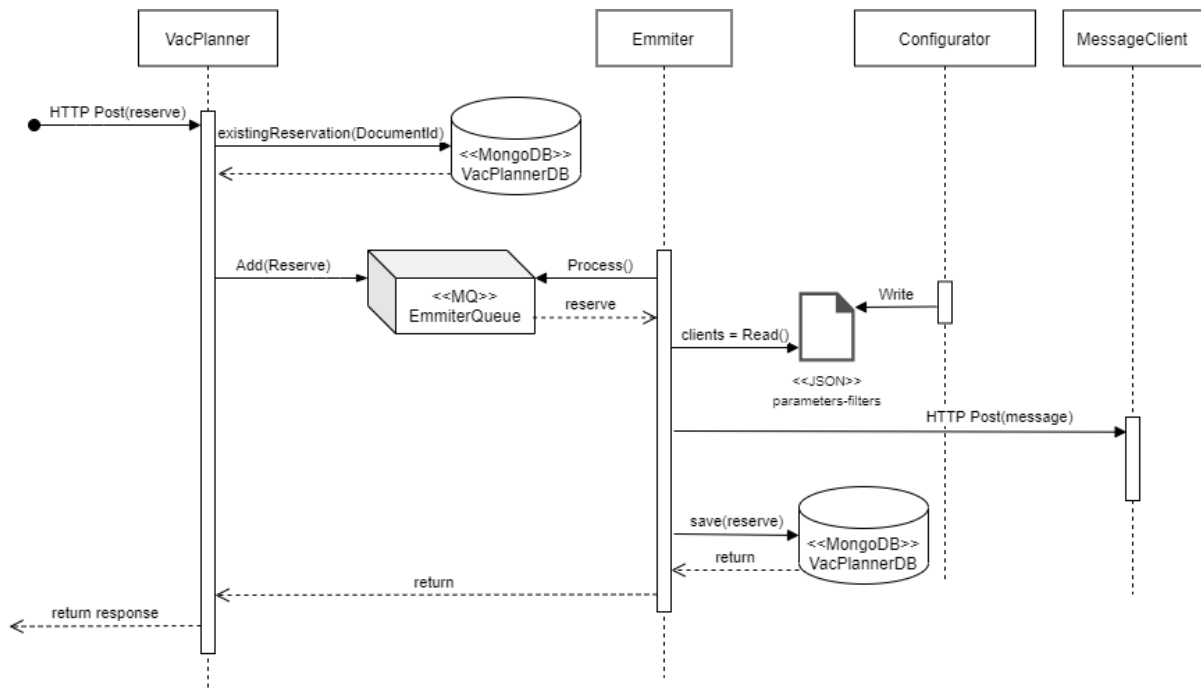 VacPlanner
Emmiter
Configurator
MessageClient
HTTP Post(reserve)
existingReservation(DocumentId)
<<MongoDB>>
VacPlannerDB
Add(Reserve)
<<MQ>>
EmmiterQueue
Process()
reserve
Write
clients = Read()
<<JSON>>
parameters-filters
HTTP Post(message)
save(reserve)
<<MongoDB>>
VacPlannerDB
return
return
return response